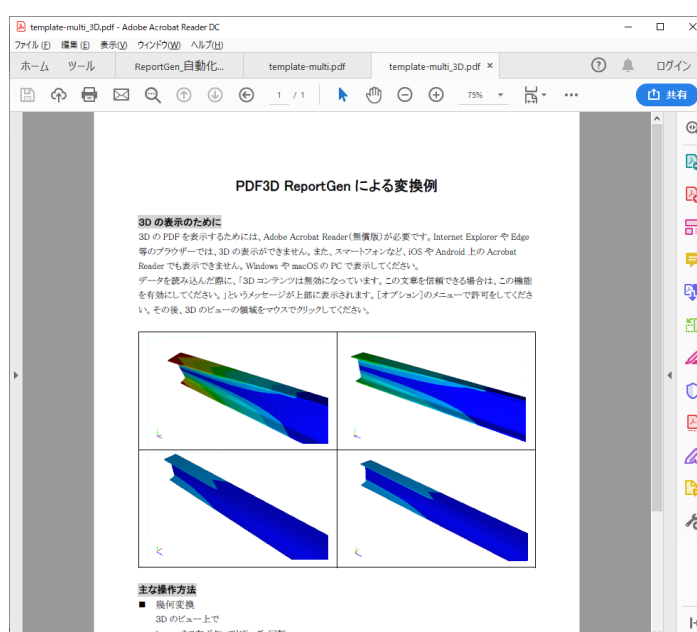 template-multi_3D.pdf - Adobe Acrobat Reader DC
ファイル(F) 編集(E) 表示(V) ウィンドウ(W) ヘルプ(H)
ホーム ツール ReportGen_自動化... template-multi.pdf template-multi_3D.pdf × ログイン
1 / 1 75% 共有
PDF3D ReportGen による変換例
3D の表示のために
3D の PDF を表示するためには、Adobe Acrobat Reader(無償版)が必要です。Internet Explorer や Edge
等のブラウザーでは、3D の表示ができません。また、スマートフォンなど、iOS や Android 上の Acrobat
Reader でも表示できません。Windows や macOS の PC で表示してください。
データを読み込んだ際に、「3D コンテンツは無効になっています。この文章を信頼できる場合は、この機能
を有効にしてください。」というメッセージが上部に表示されます。[オプション]のメニューで許可をしてくださ
い。その後、3D のビューの領域をマウスでクリックしてください。
主な操作方法
■ 幾何変換
3D のビュー上で